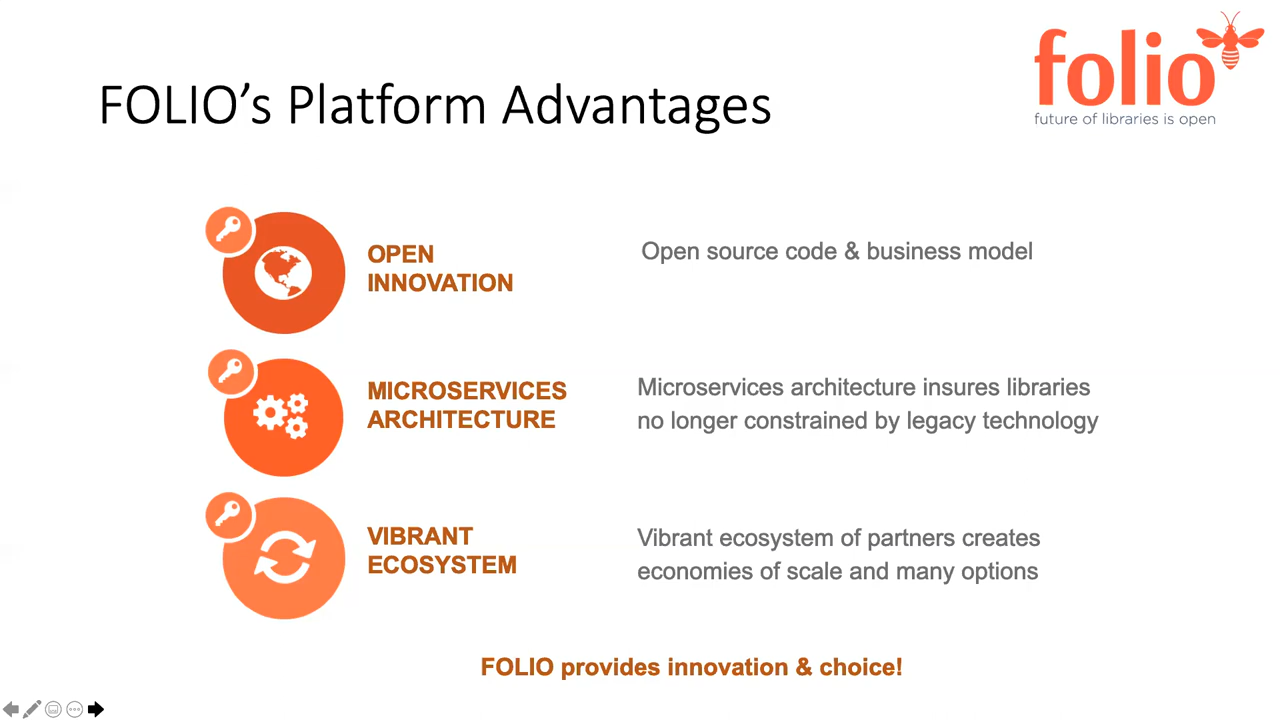 folio
future of libraries is open
FOLIO’s Platform Advantages
OPEN
INNOVATION
Open source code & business model
MICROSERVICES
ARCHITECTURE
Microservices architecture insures libraries
no longer constrained by legacy technology
VIBRANT
ECOSYSTEM
Vibrant ecosystem of partners creates
economies of scale and many options
FOLIO provides innovation & choice!